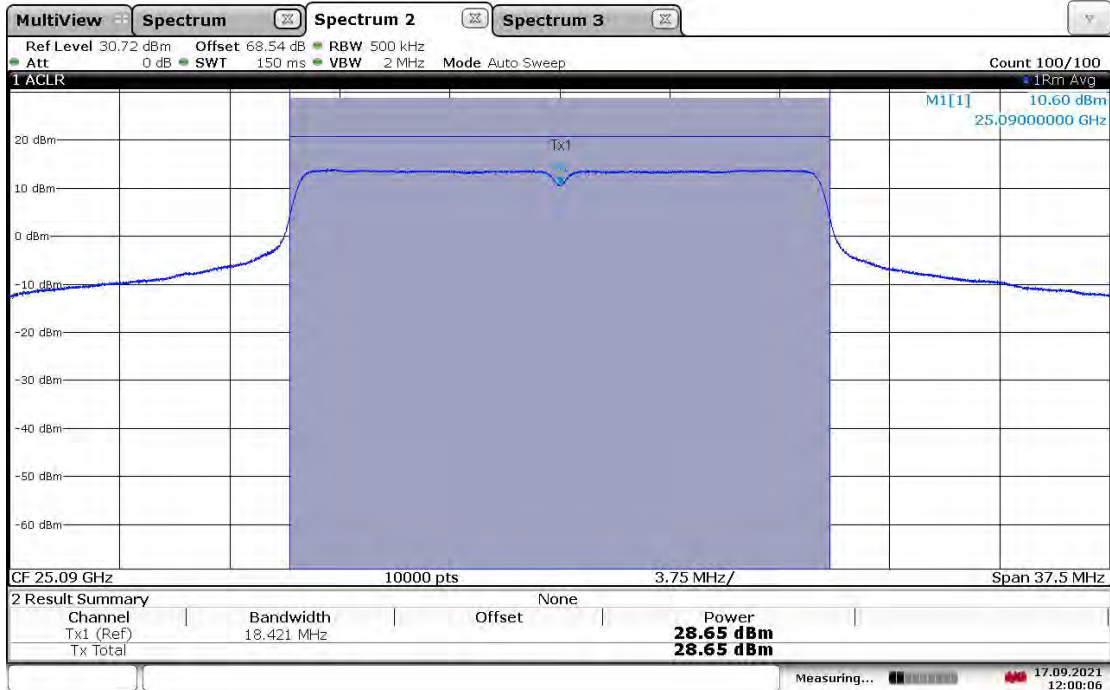 MultiView Spectrum Spectrum 2 Spectrum 3
Ref Level 30.72 dBm Offset 68.54 dB RBW 500 kHz
Att 0 dB SWT 150 ms VBW 2 MHz Mode Auto Sweep Count 100/100
1 ACLR 1Rm Avg
M1[1] 10.60 dBm
25.09000000 GHz
20 dBm
Tx1
10 dBm
0 dBm
-10 dBm
-20 dBm
-30 dBm
-40 dBm
-50 dBm
-60 dBm
CF 25.09 GHz 10000 pts 3.75 MHz/ Span 37.5 MHz
2 Result Summary None
Channel Bandwidth Offset Power
Tx1 (Ref) 18.421 MHz 28.65 dBm
Tx Total 28.65 dBm
Measuring... 17.09.2021
12:00:06